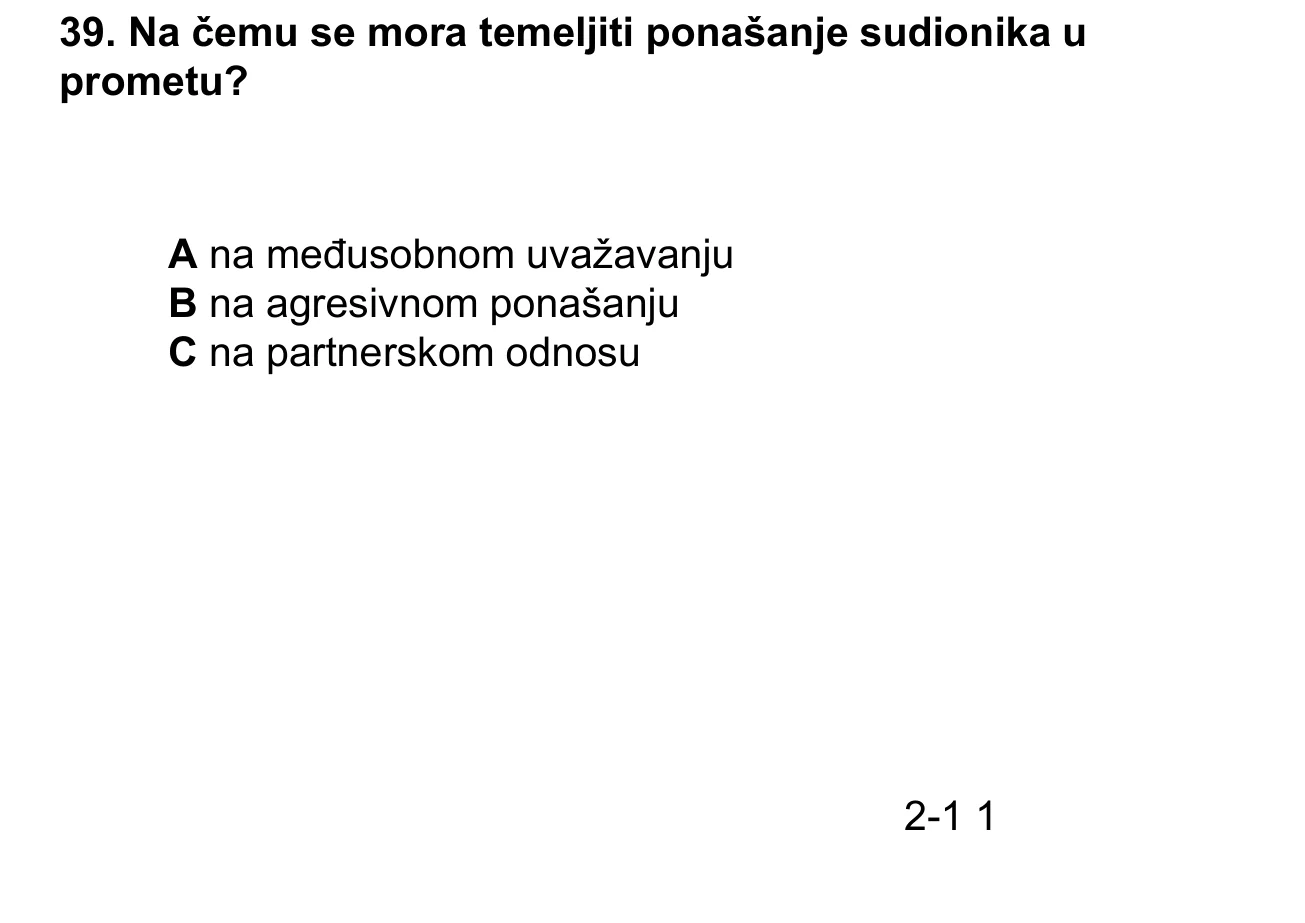 39. Na čemu se mora temeljiti ponašanje sudionika u
prometu?
A na međusobnom uvažavanju
B na agresivnom ponašanju
C na partnerskom odnosu
2-1 1